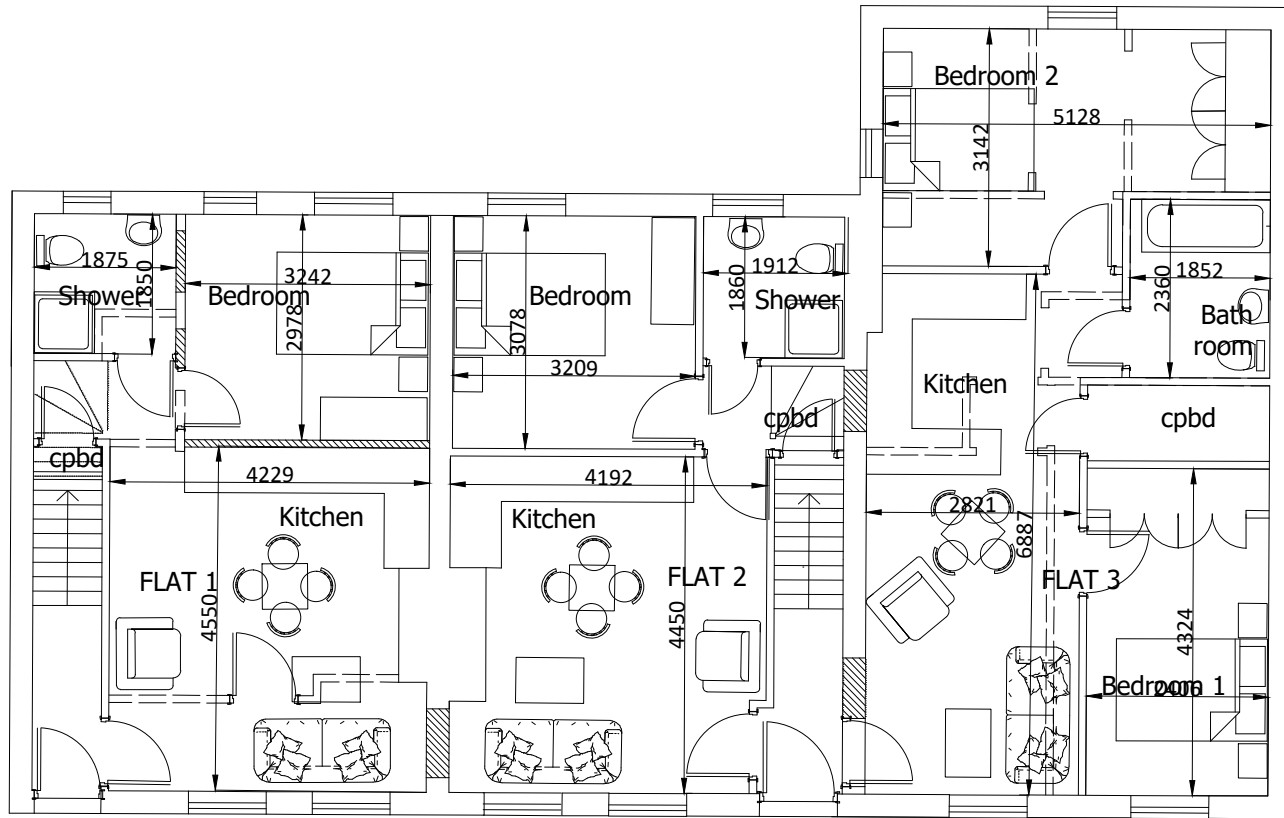 Bedroom 2
5128
3142
1875
1850
Shower
3242
Bedroom
2978
Bedroom
3078
3209
1912
1860
Shower
1852
2360
Bath
room
Kitchen
cpbd
cpbd
cpbd
4229
Kitchen
4192
Kitchen
2821
6887
FLAT 1
4550
FLAT 2
4450
FLAT 3
4324
Bedroom 1